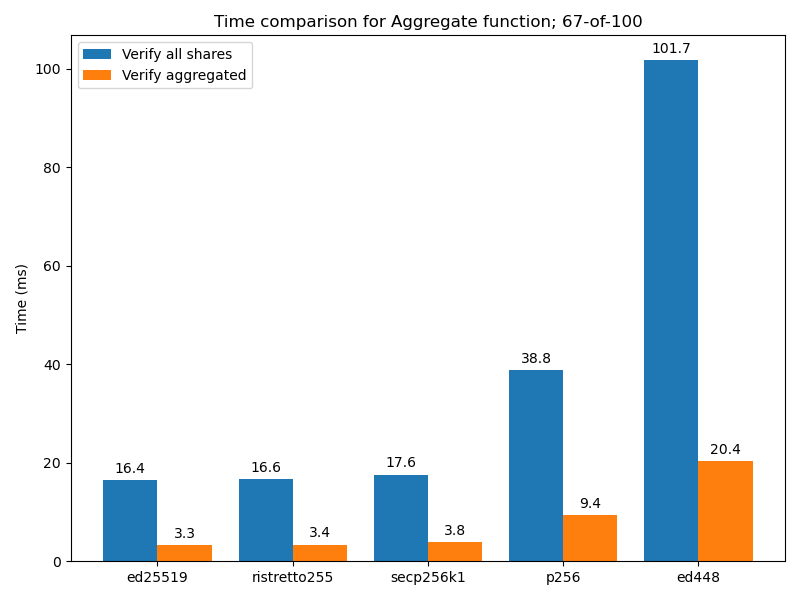 Time comparison for Aggregate function; 67-of-100
Verify all shares
Verify aggregated
Time (ms)
100
80
60
40
20
0
16.4
3.3
16.6
3.4
17.6
3.8
38.8
9.4
101.7
20.4
ed25519
ristretto255
secp256k1
p256
ed448